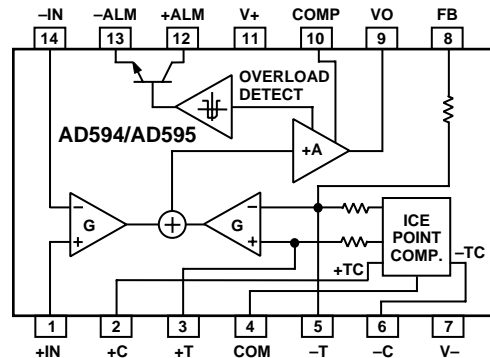 –IN –ALM +ALM V+ COMP VO FB
14 13 12 11 10 9 8
OVERLOAD
DETECT
AD594/AD595
+A
– –
G G
+ +
+
ICE
POINT
COMP.
–TC
+TC
1 2 3 4 5 6 7
+IN +C +T COM –T –C V–